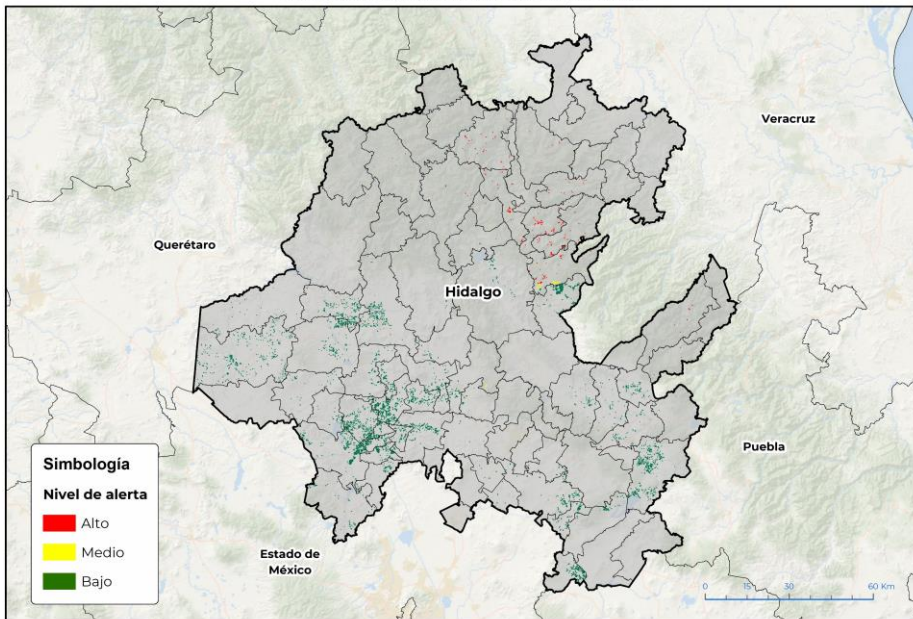 Veracruz
Querétaro
Hidalgo
Puebla
Estado de
México
Simbología
Nivel de alerta
Alto
Medio
Bajo
0 15 30 60 Km